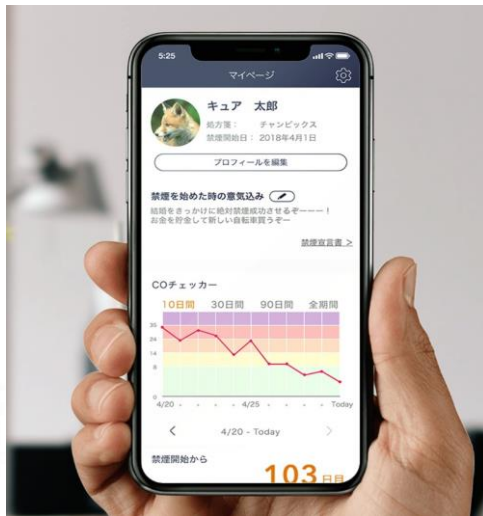 5:25
マイページ
キュア 太郎
処方薬: チャンピックス
禁煙開始日: 2018年4月1日
プロフィールを編集
禁煙を始めた時の意気込み
結婚をきっかけに絶対禁煙成功させるぞーーー!
お金を貯金して新しい自転車買うぞー
禁煙宣言書 >
COチェッカー
10日間 30日間 90日間 全期間
35
24
14
8
0
4/20 - - - - 4/25 - - - - Today
< 4/20 - Today >
禁煙開始から
103日目